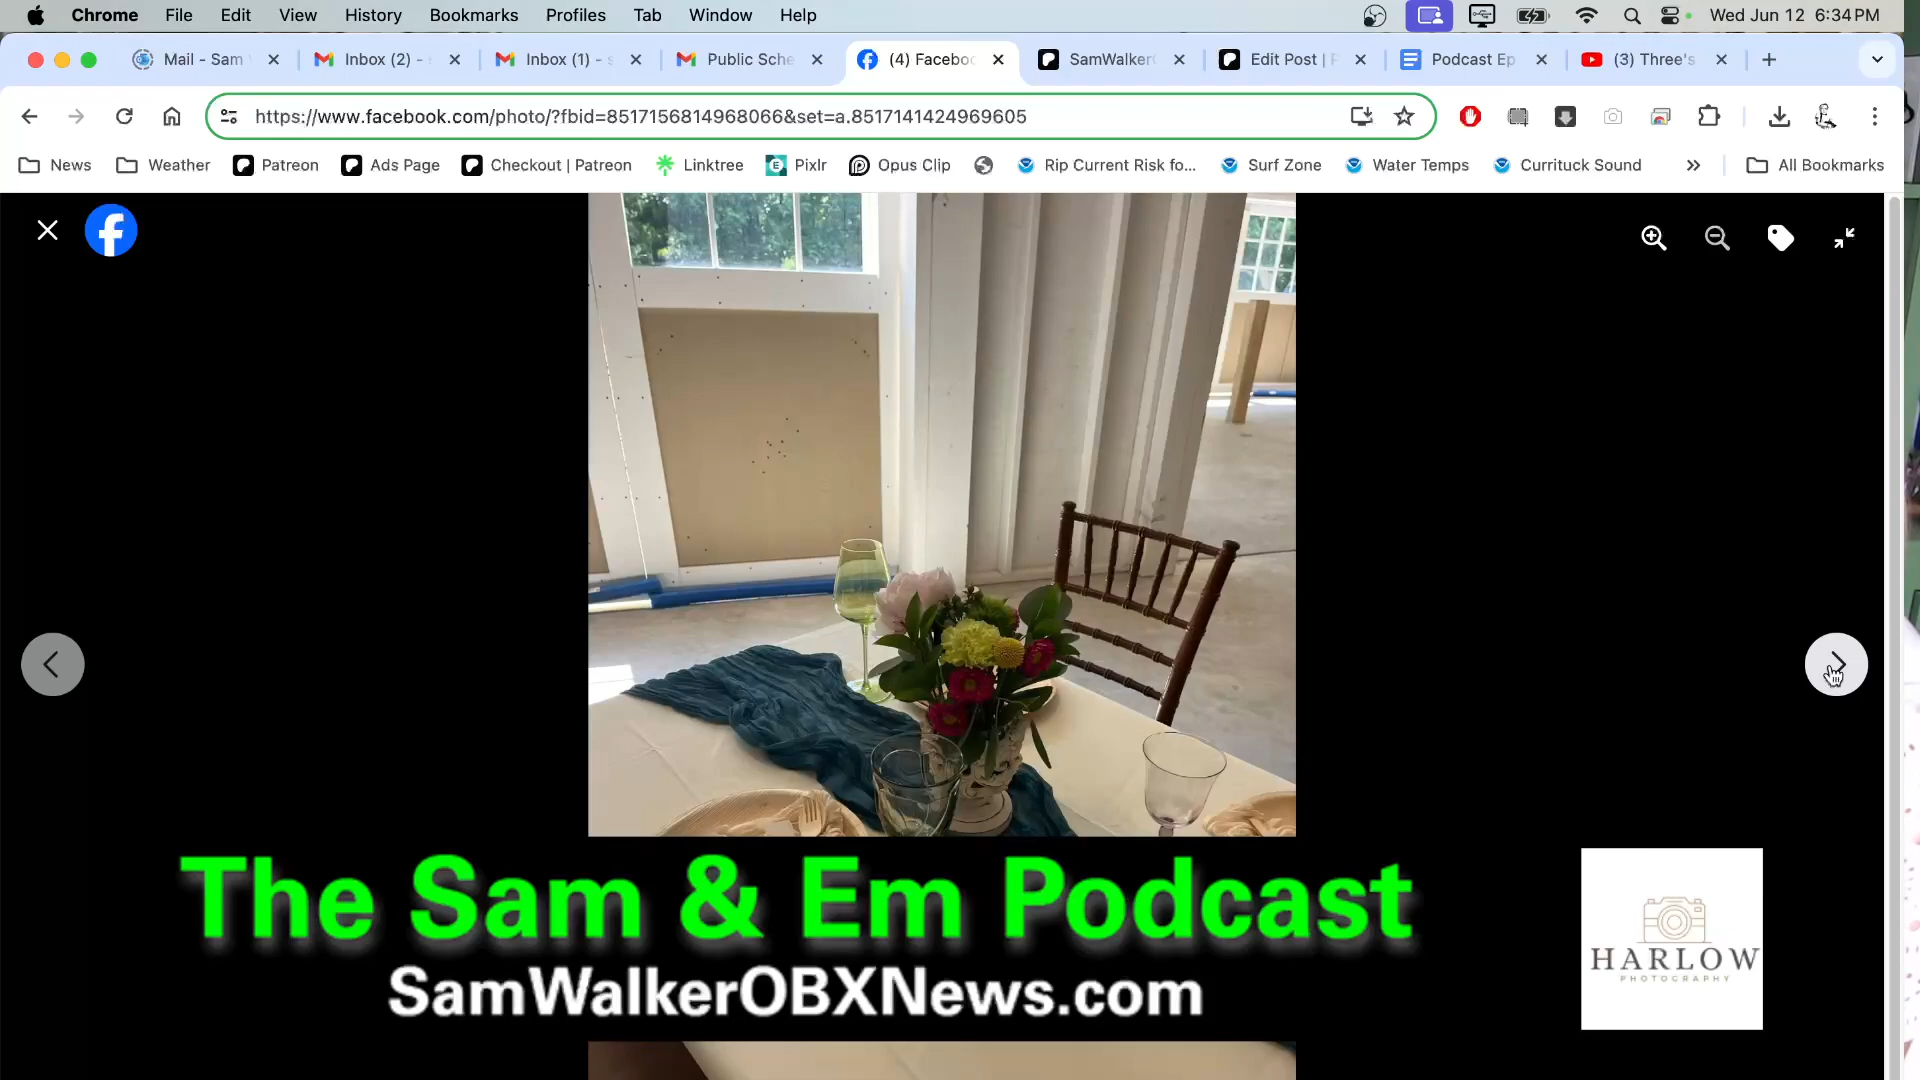 Chrome File Edit View History Bookmarks Profiles Tab Window Help Wed Jun 12 6:34 PM
Mail - Sam Inbox (2) - Inbox (1) - Public Sche (4) Faceboo SamWalker Edit Post | Podcast Ep (3) Three's
https://www.facebook.com/photo/?fbid=8517156814968066&set=a.8517141424969605
News Weather Patreon Ads Page Checkout | Patreon Linktree Pixlr Opus Clip Rip Current Risk fo... Surf Zone Water Temps Currituck Sound » All Bookmarks
The Sam & Em Podcast
SamWalkerOBXNews.com
HARLOW
PHOTOGRAPHY